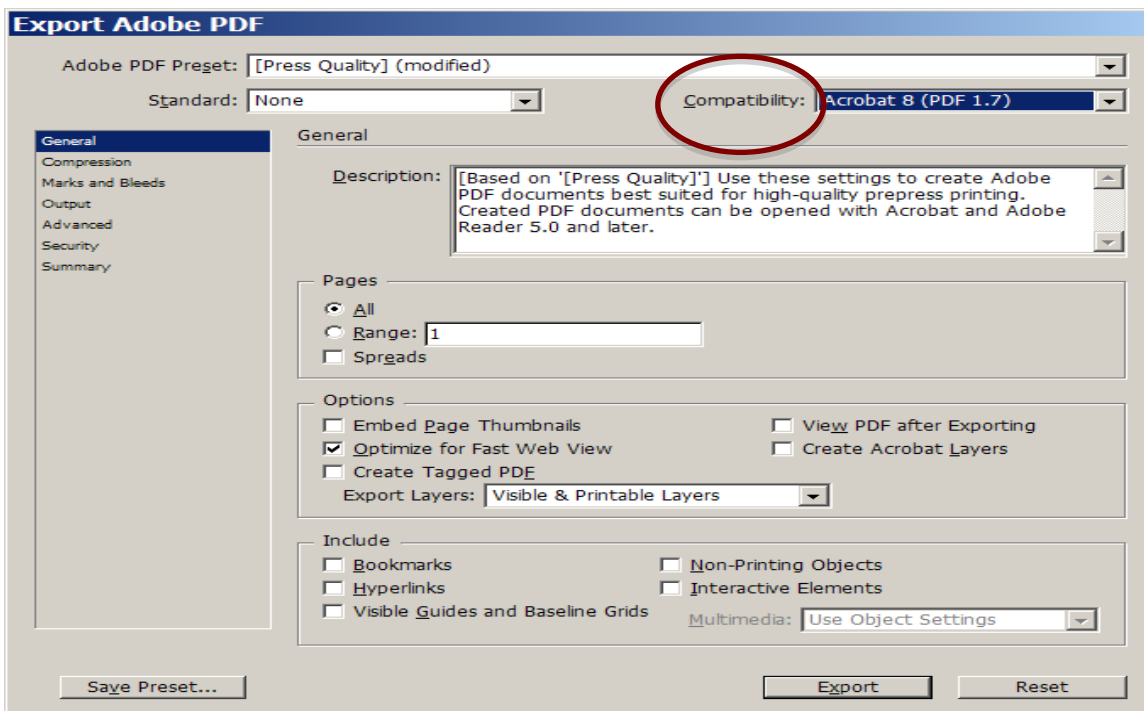 Export Adobe PDF
Adobe PDF Preset: [Press Quality] (modified)
Standard: None Compatibility: Acrobat 8 (PDF 1.7)
General
Compression
Marks and Bleeds
Output
Advanced
Security
Summary
General
Description: [Based on '[Press Quality]'] Use these settings to create Adobe
PDF documents best suited for high-quality prepress printing.
Created PDF documents can be opened with Acrobat and Adobe
Reader 5.0 and later.
Pages
All
Range: 1
Spreads
Options
Embed Page Thumbnails View PDF after Exporting
Optimize for Fast Web View Create Acrobat Layers
Create Tagged PDF
Export Layers: Visible & Printable Layers
Include
Bookmarks Non-Printing Objects
Hyperlinks Interactive Elements
Visible Guides and Baseline Grids Multimedia: Use Object Settings
Save Preset... Export Reset